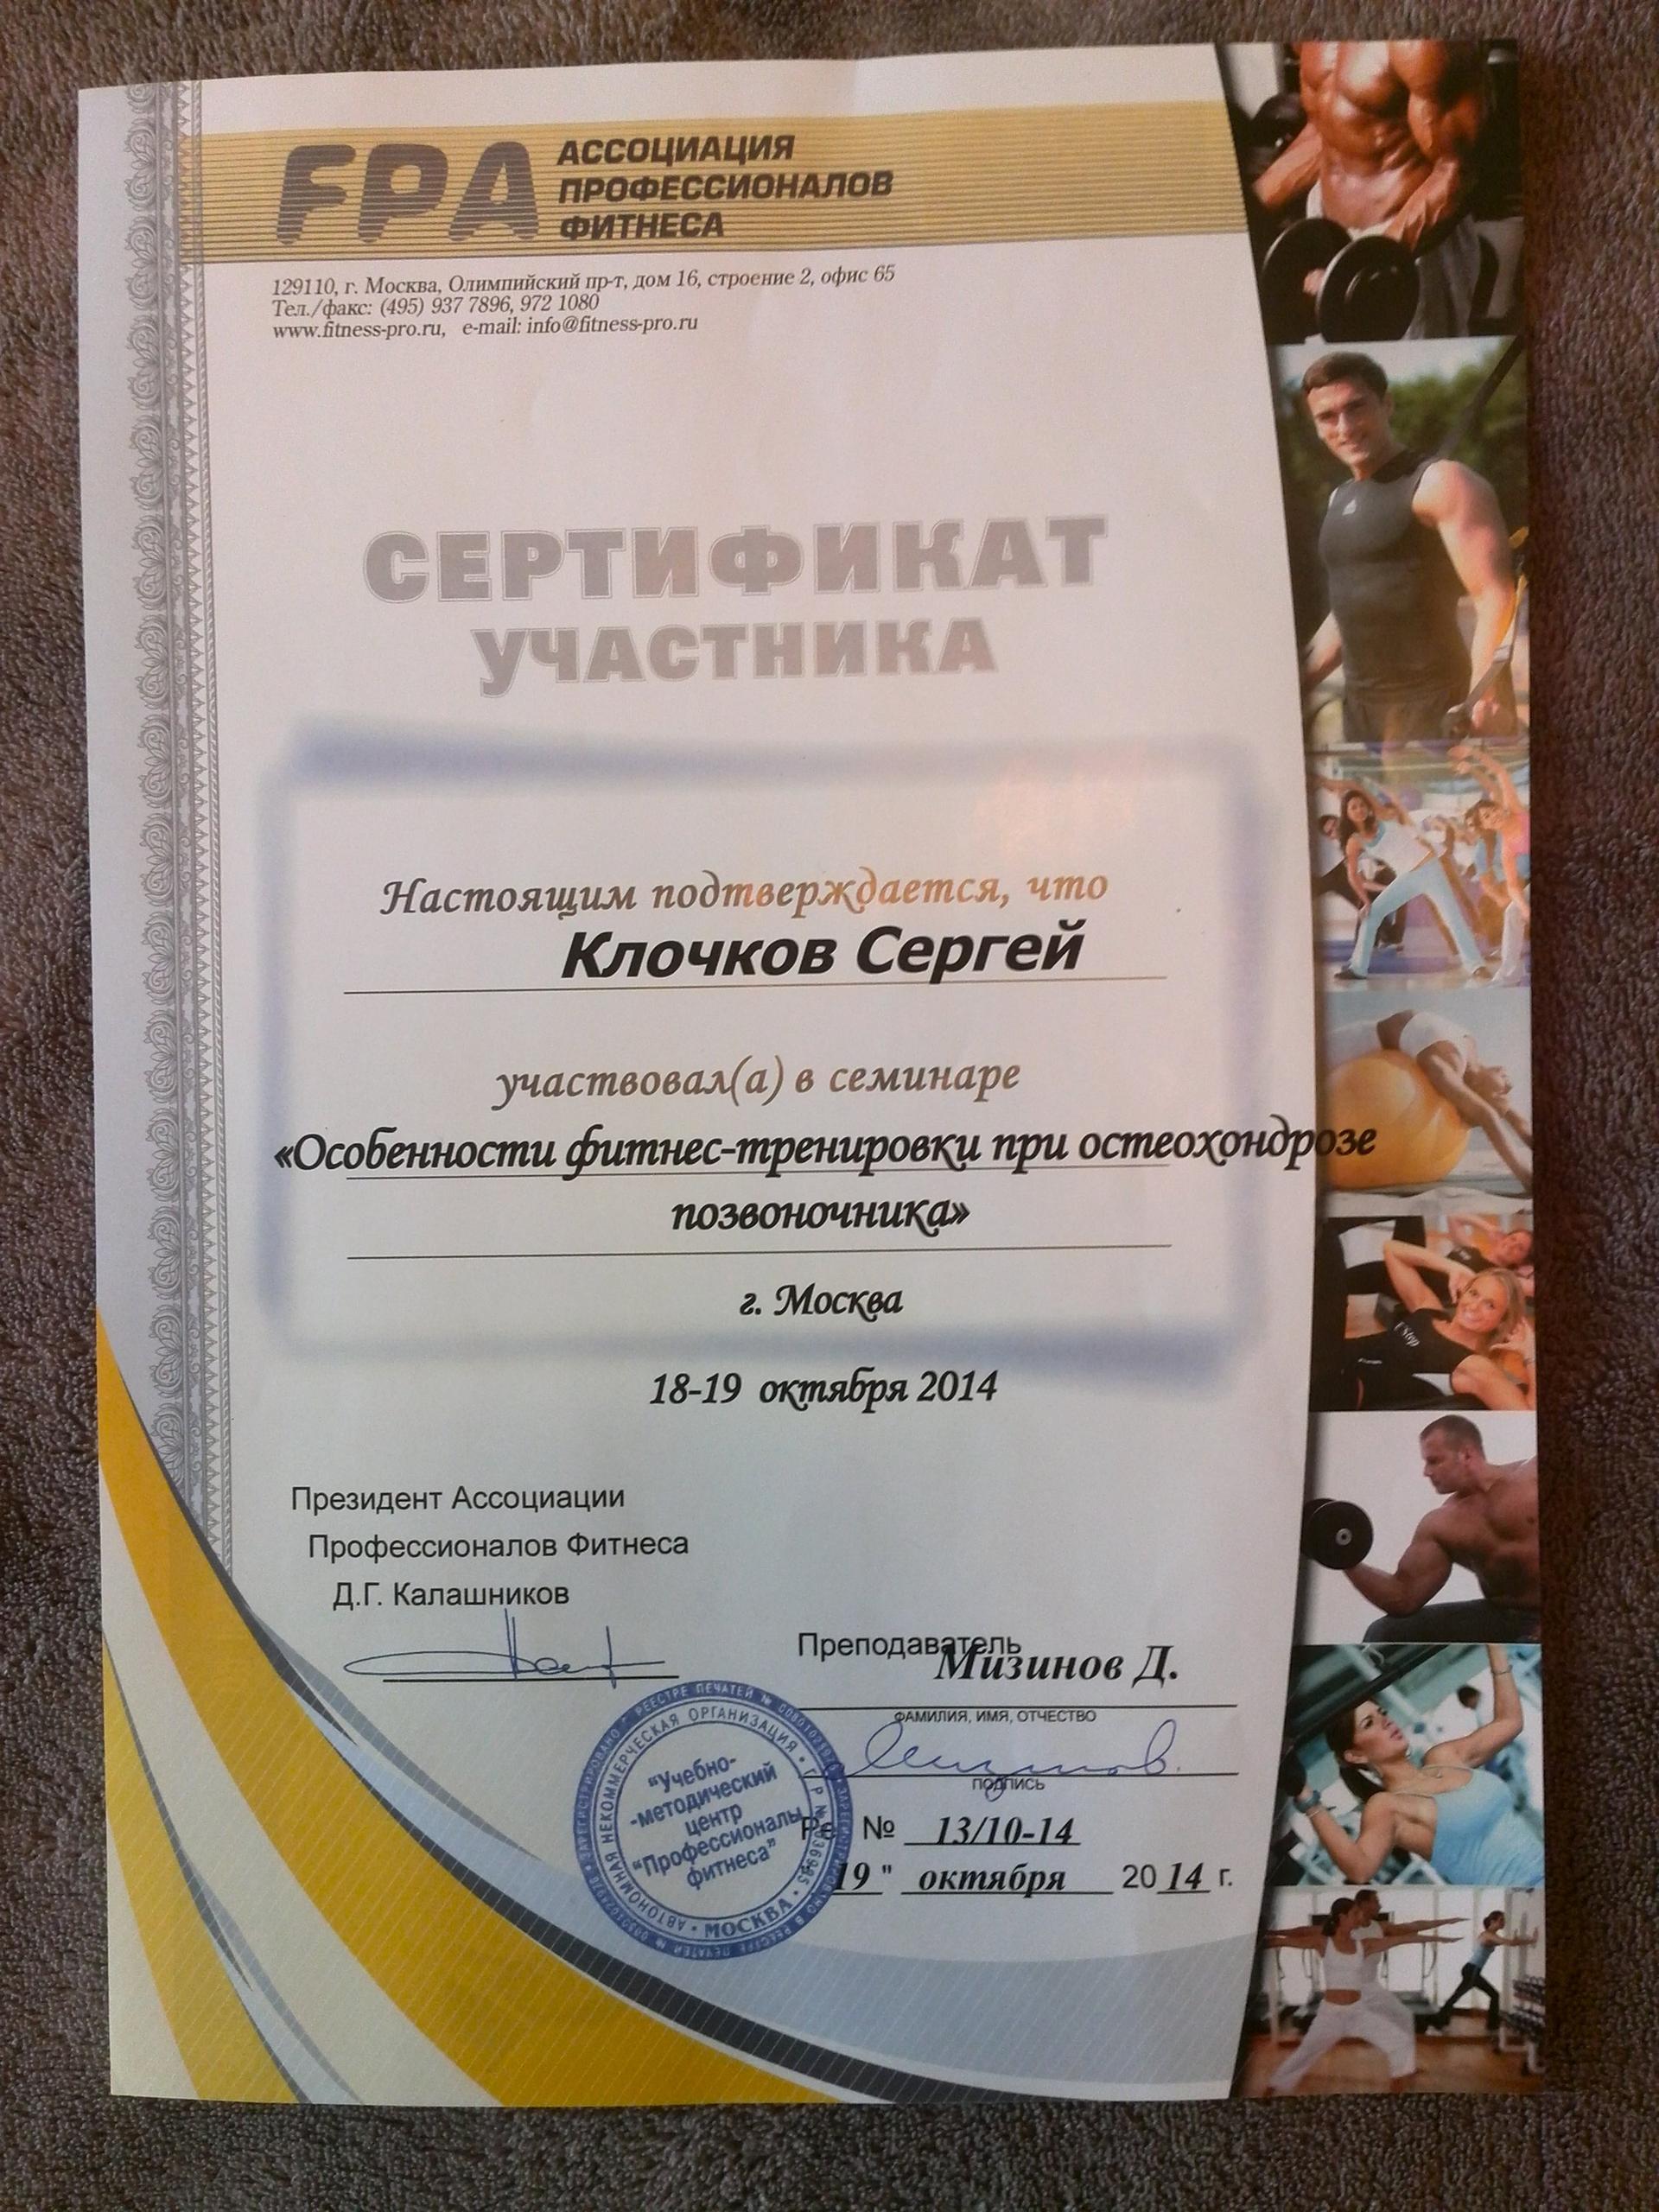 FPA
АССОЦИАЦИЯ
ПРОФЕССИОНАЛОВ
ФИТНЕСА
129110, г. Москва, Олимпийский пр-т, дом 16, строение 2, офис 65
Тел./факс: (495) 937 7896, 972 1080
www.fitness-pro.ru, e-mail: info@fitness-pro.ru
СЕРТИФИКАТ
УЧАСТНИКА
Настоящим подтверждается, что
Клочков Сергей
участвовал(а) в семинаре
«Особенности фитнес-тренировки при остеохондрозе
позвоночника»
г. Москва
18-19 октября 2014
Президент Ассоциации
Профессионалов Фитнеса
Д.Г. Калашников
Преподаватель
Мизинов Д.
ФАМИЛИЯ, ИМЯ, ОТЧЕСТВО
ПОДПИСЬ
№ 13/10-14
19 " октября 2014 г.
АВТОНОМНАЯ НЕКОММЕРЧЕСКАЯ ОРГАНИЗАЦИЯ
"Учебно-
-методический
центр
"Профессионалы
фитнеса"
МОСКВА